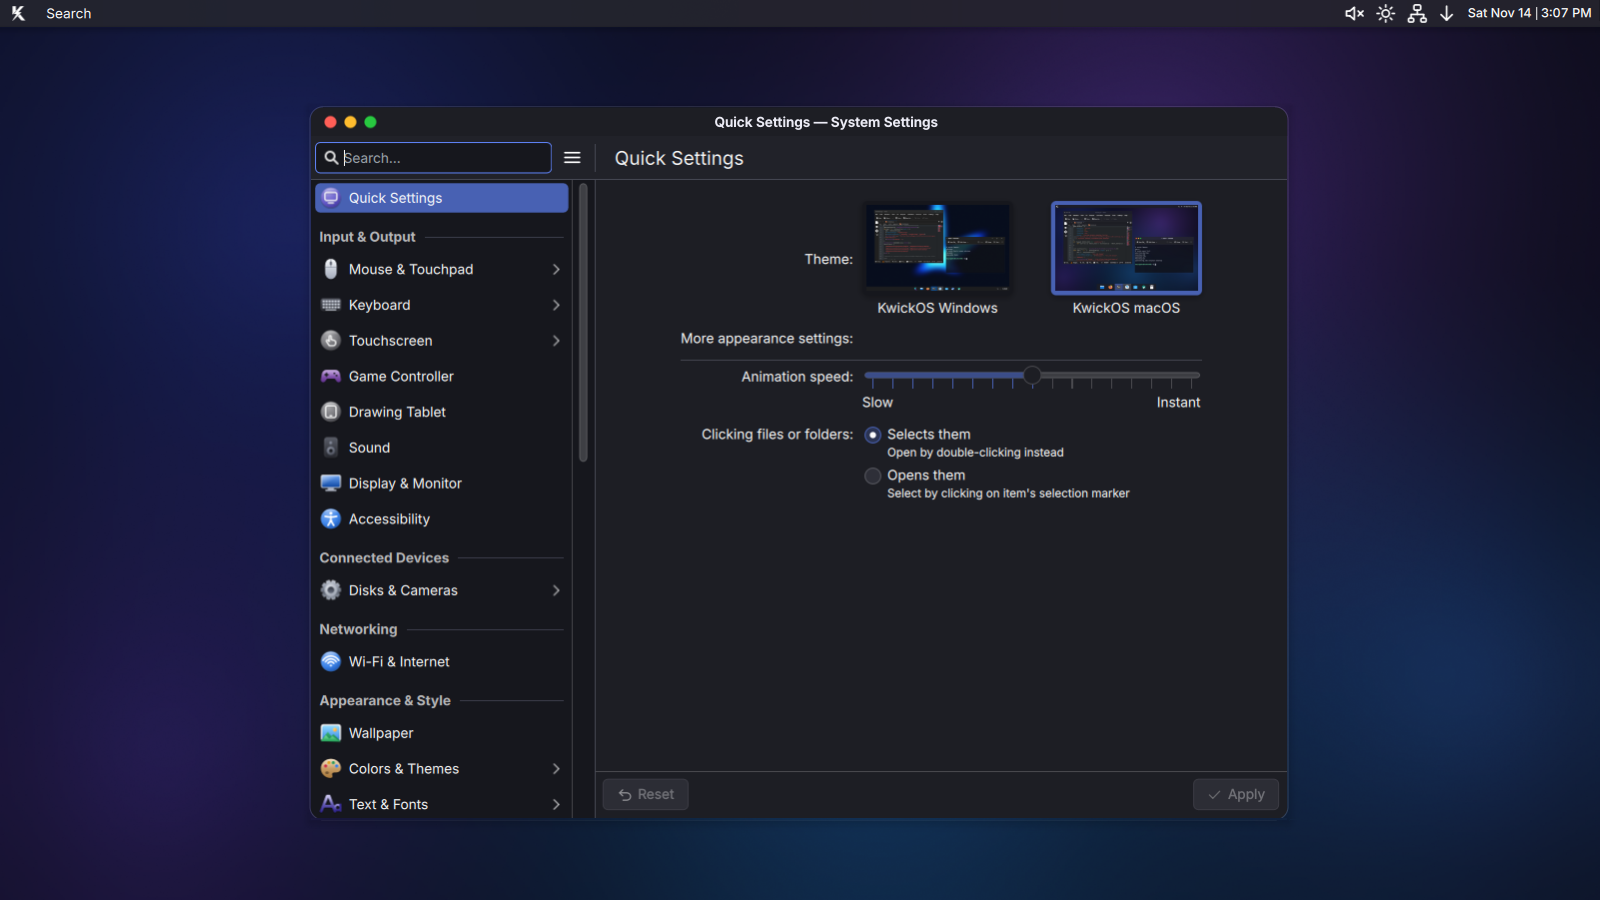 Search
Sat Nov 14 | 3:07 PM
Quick Settings — System Settings
Search...
Quick Settings
Quick Settings
Input & Output
Mouse & Touchpad
Keyboard
Touchscreen
Game Controller
Drawing Tablet
Sound
Display & Monitor
Accessibility
Connected Devices
Disks & Cameras
Networking
Wi-Fi & Internet
Appearance & Style
Wallpaper
Colors & Themes
Text & Fonts
Theme:
KwickOS Windows
KwickOS macOS
More appearance settings:
Animation speed:
Slow
Instant
Clicking files or folders:
Selects them
Open by double-clicking instead
Opens them
Select by clicking on item's selection marker
Reset
Apply